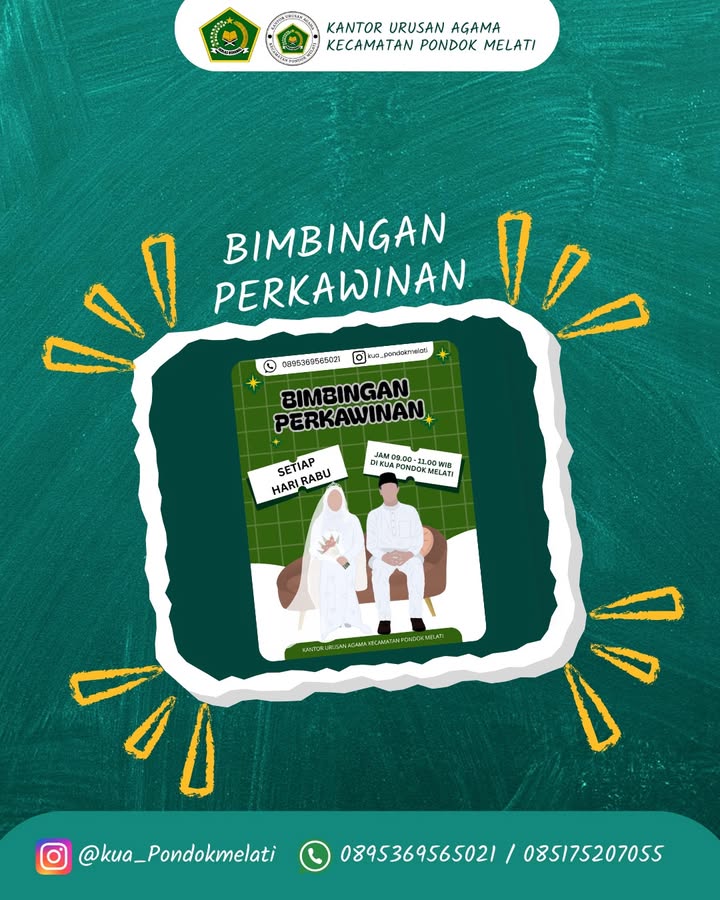 KANTOR URUSAN AGAMA
KECAMATAN PONDOK MELATI
BIMBINGAN
PERKAWINAN
0895369565021 kua_pondokmelati
BIMBINGAN
PERKAWINAN
SETIAP
HARI RABU
JAM 09.00 - 11.00 WIB
DI KUA PONDOK MELATI
KANTOR URUSAN AGAMA KECAMATAN PONDOK MELATI
@kua_Pondokmelati 0895369565021 / 085175207055